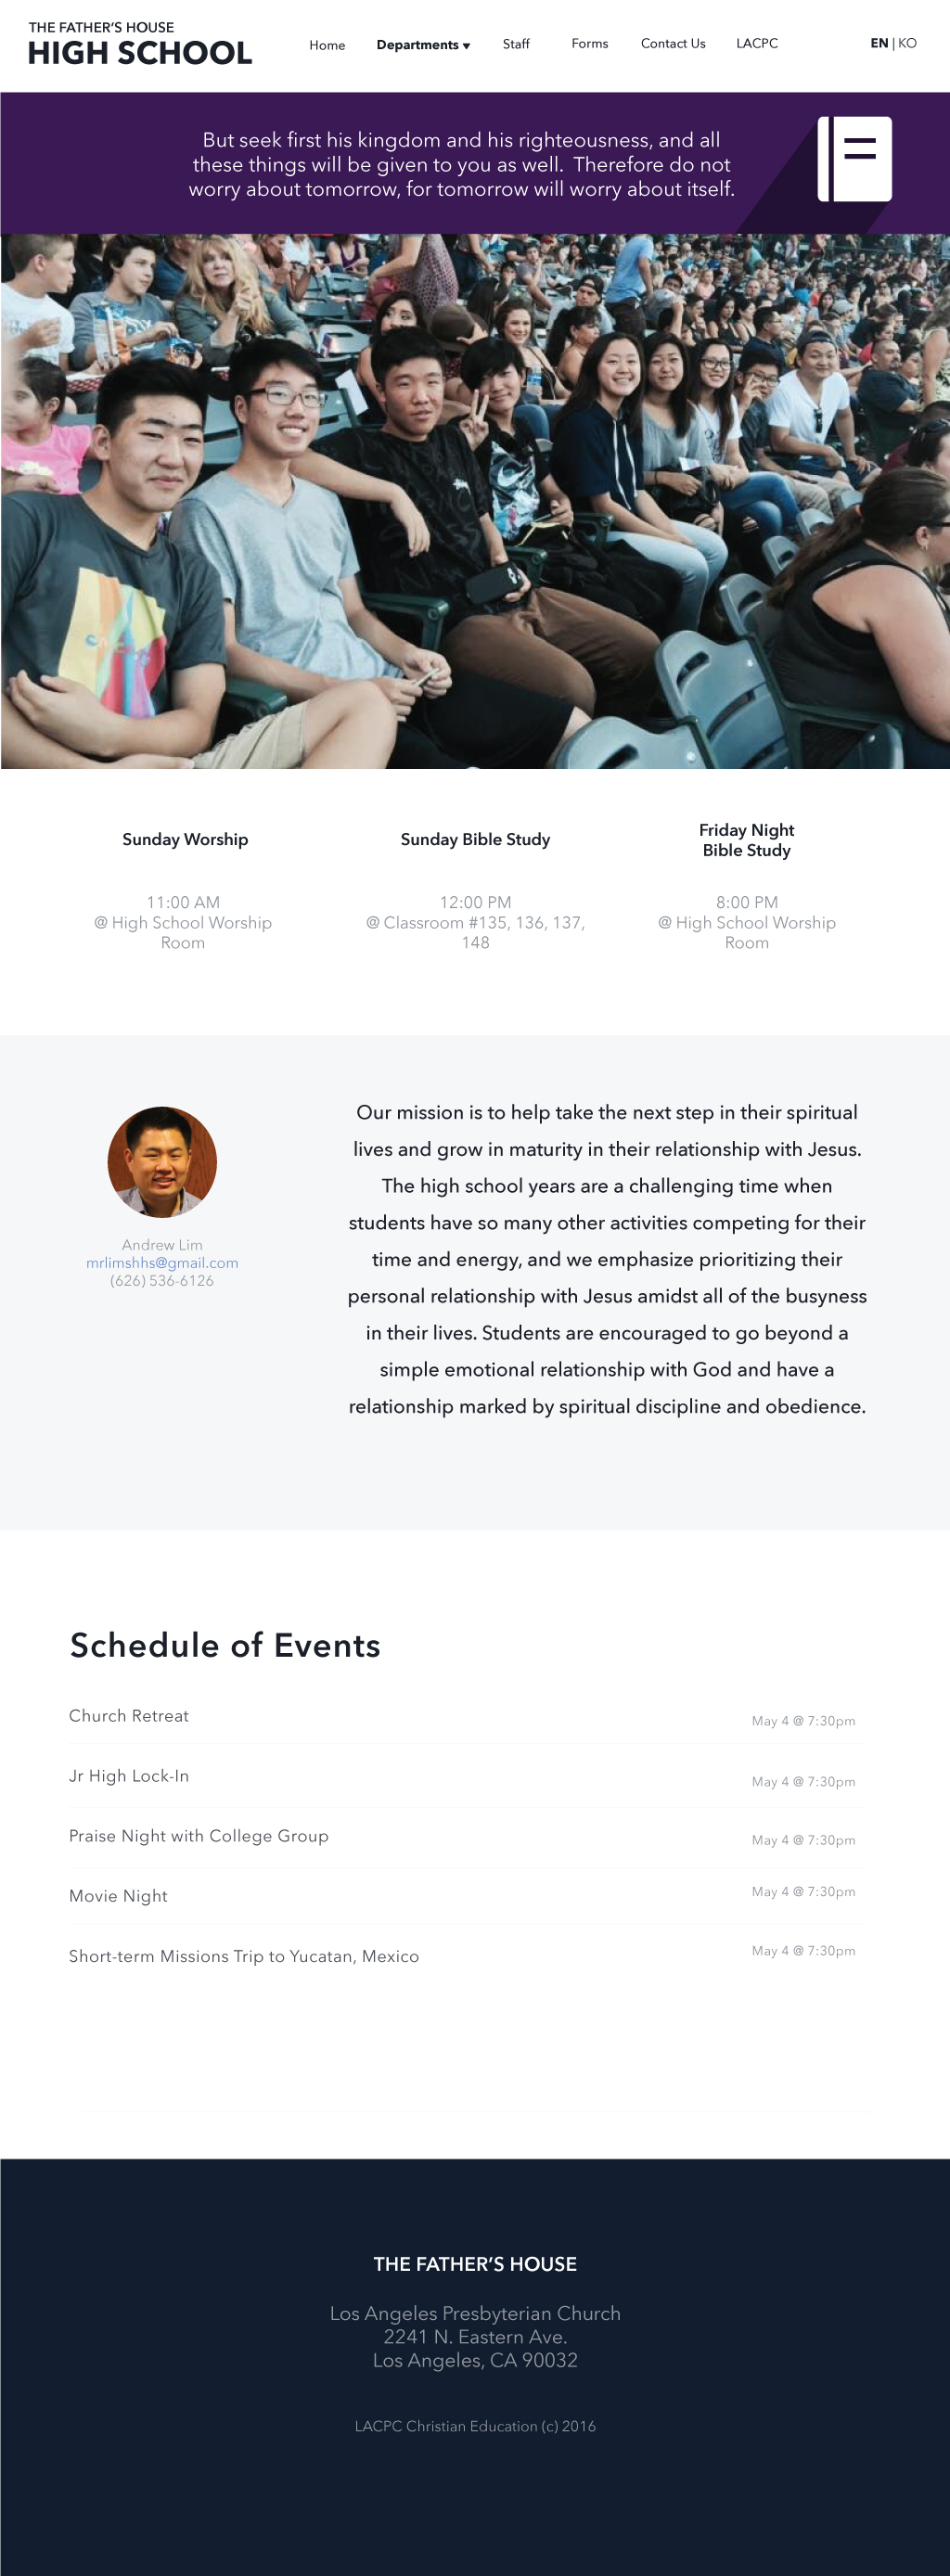 THE FATHER'S HOUSE
HIGH SCHOOL
Home Departments ▾ Staff Forms Contact Us LACPC EN | KO
But seek first his kingdom and his righteousness, and all
these things will be given to you as well.  Therefore do not
worry about tomorrow, for tomorrow will worry about itself.
Sunday Worship
11:00 AM
@ High School Worship
Room
Sunday Bible Study
12:00 PM
@ Classroom #135, 136, 137,
148
Friday Night
Bible Study
8:00 PM
@ High School Worship
Room
Andrew Lim
mrlimshhs@gmail.com
(626) 536-6126
Our mission is to help take the next step in their spiritual
lives and grow in maturity in their relationship with Jesus.
The high school years are a challenging time when
students have so many other activities competing for their
time and energy, and we emphasize prioritizing their
personal relationship with Jesus amidst all of the busyness
in their lives. Students are encouraged to go beyond a
simple emotional relationship with God and have a
relationship marked by spiritual discipline and obedience.
Schedule of Events
Church Retreat May 4 @ 7:30pm
Jr High Lock-In May 4 @ 7:30pm
Praise Night with College Group May 4 @ 7:30pm
Movie Night May 4 @ 7:30pm
Short-term Missions Trip to Yucatan, Mexico May 4 @ 7:30pm
THE FATHER'S HOUSE
Los Angeles Presbyterian Church
2241 N. Eastern Ave.
Los Angeles, CA 90032
LACPC Christian Education (c) 2016